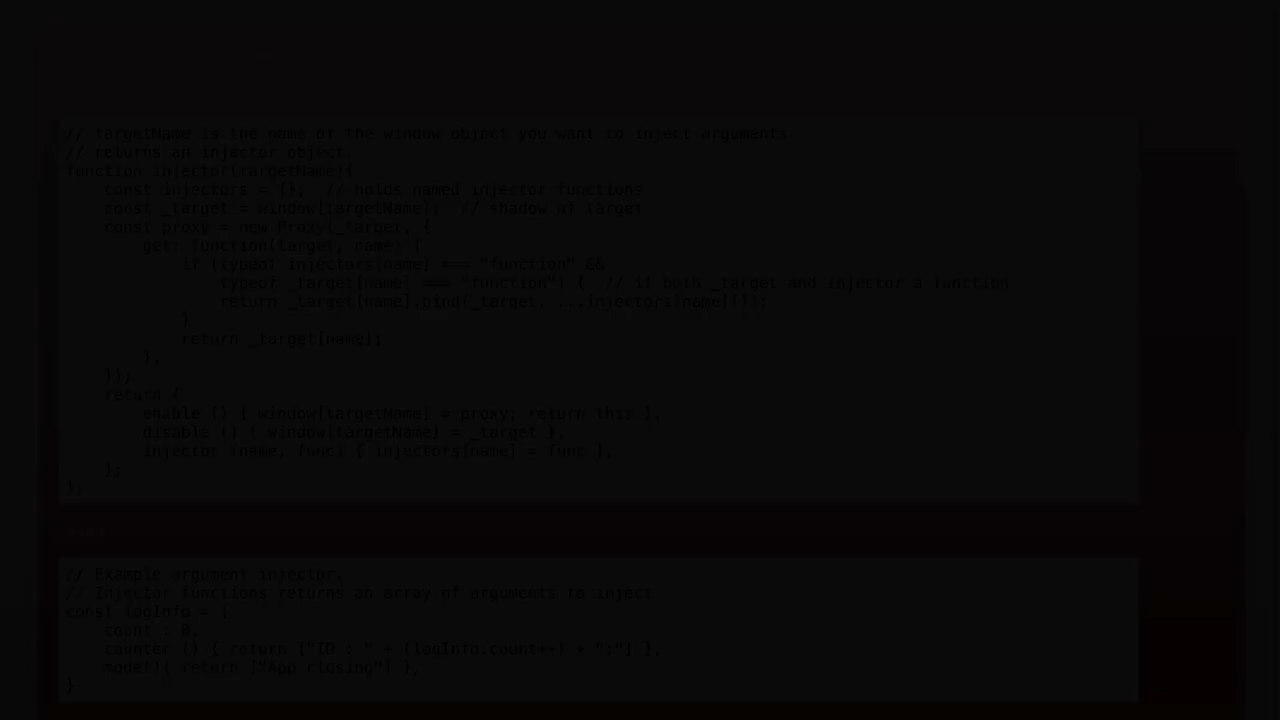 // targetName is the name of the window object you want to inject arguments
// returns an injector object.
function injector(targetName){
    const injectors = {};  // holds named injector functions
    const _target = window[targetName];  // shadow of target
    const proxy = new Proxy(_target, {
        get: function(target, name) {
            if (typeof injectors[name] === "function" &&
                typeof _target[name] === "function") {  // if both _target and injector a function
                return _target[name].bind(_target, ...injectors[name]());
            }
            return _target[name];
        },
    });
    return {
        enable () { window[targetName] = proxy; return this },
        disable () { window[targetName] = _target },
        injector (name, func) { injectors[name] = func },
    };
};
// Example argument injector.
// Injector functions returns an array of arguments to inject
const logInfo = {
    count : 0,
    counter () { return ["ID : " + (logInfo.count++) + ":"] },
    mode(){ return ["App closing"] },
}